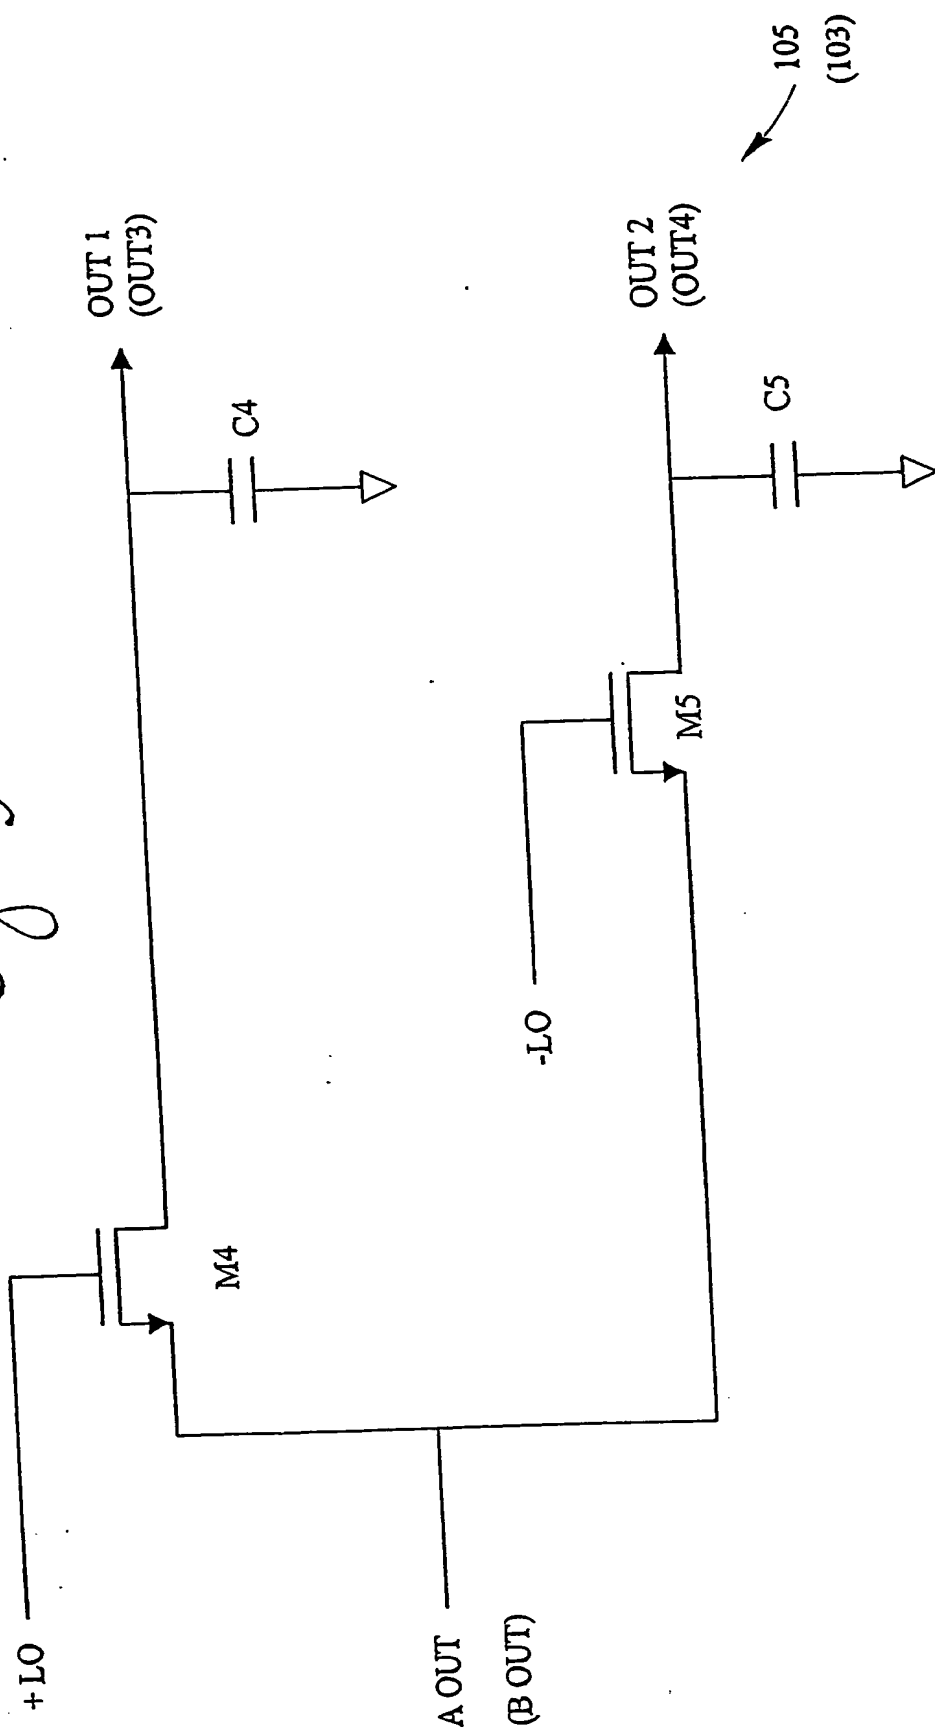 + LO
A OUT
(B OUT)
M4
-LO
M5
C4
C5
OUT 1
(OUT3)
OUT 2
(OUT4)
105
(103)